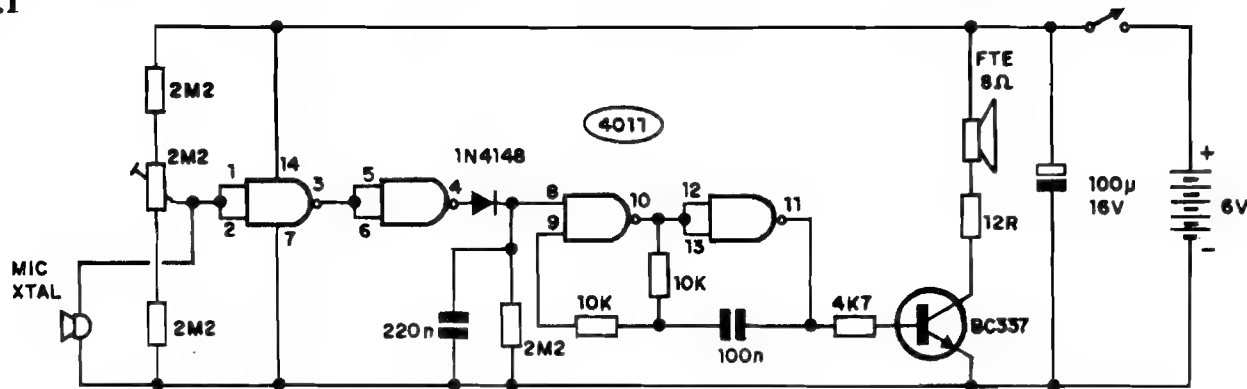 .1
2M2
2M2
2M2
MIC
XTAL
1
2
14
3
7
5
6
4
1N4148
4011
8
9
10
12
13
11
10K
10K
220n
2M2
100n
4K7
BC337
FTE
8Ω
12R
100µ
16V
+
6V
-